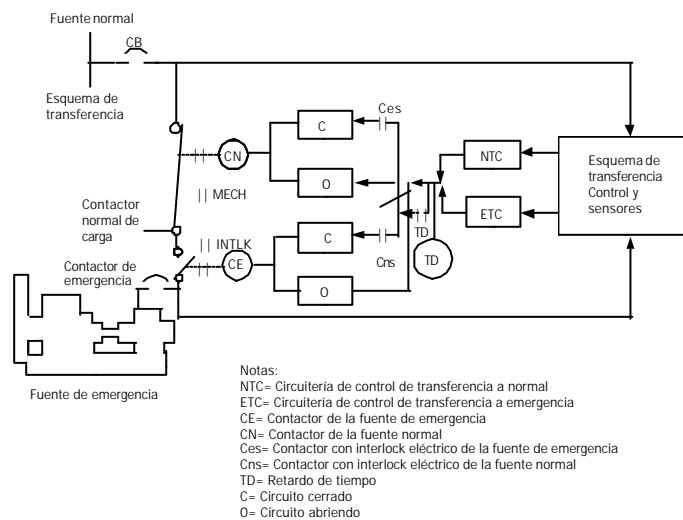 Fuente normal
CB
Esquema de
transferencia
Ces
C
CN
NTC
O
|| MECH
Esquema de
transferencia
Control y
sensores
Contactor
normal de
carga
ETC
C
TD
|| INTLK
Contactor de
emergencia
CE
Cns
TD
O
Fuente de emergencia
Notas:
NTC= Circuitería de control de transferencia a normal
ETC= Circuitería de control de transferencia a emergencia
CE= Contactor de la fuente de emergencia
CN= Contactor de la fuente normal
Ces= Contactor con interlock eléctrico de la fuente de emergencia
Cns= Contactor con interlock eléctrico de la fuente normal
TD= Retardo de tiempo
C= Circuito cerrado
O= Circuito abriendo